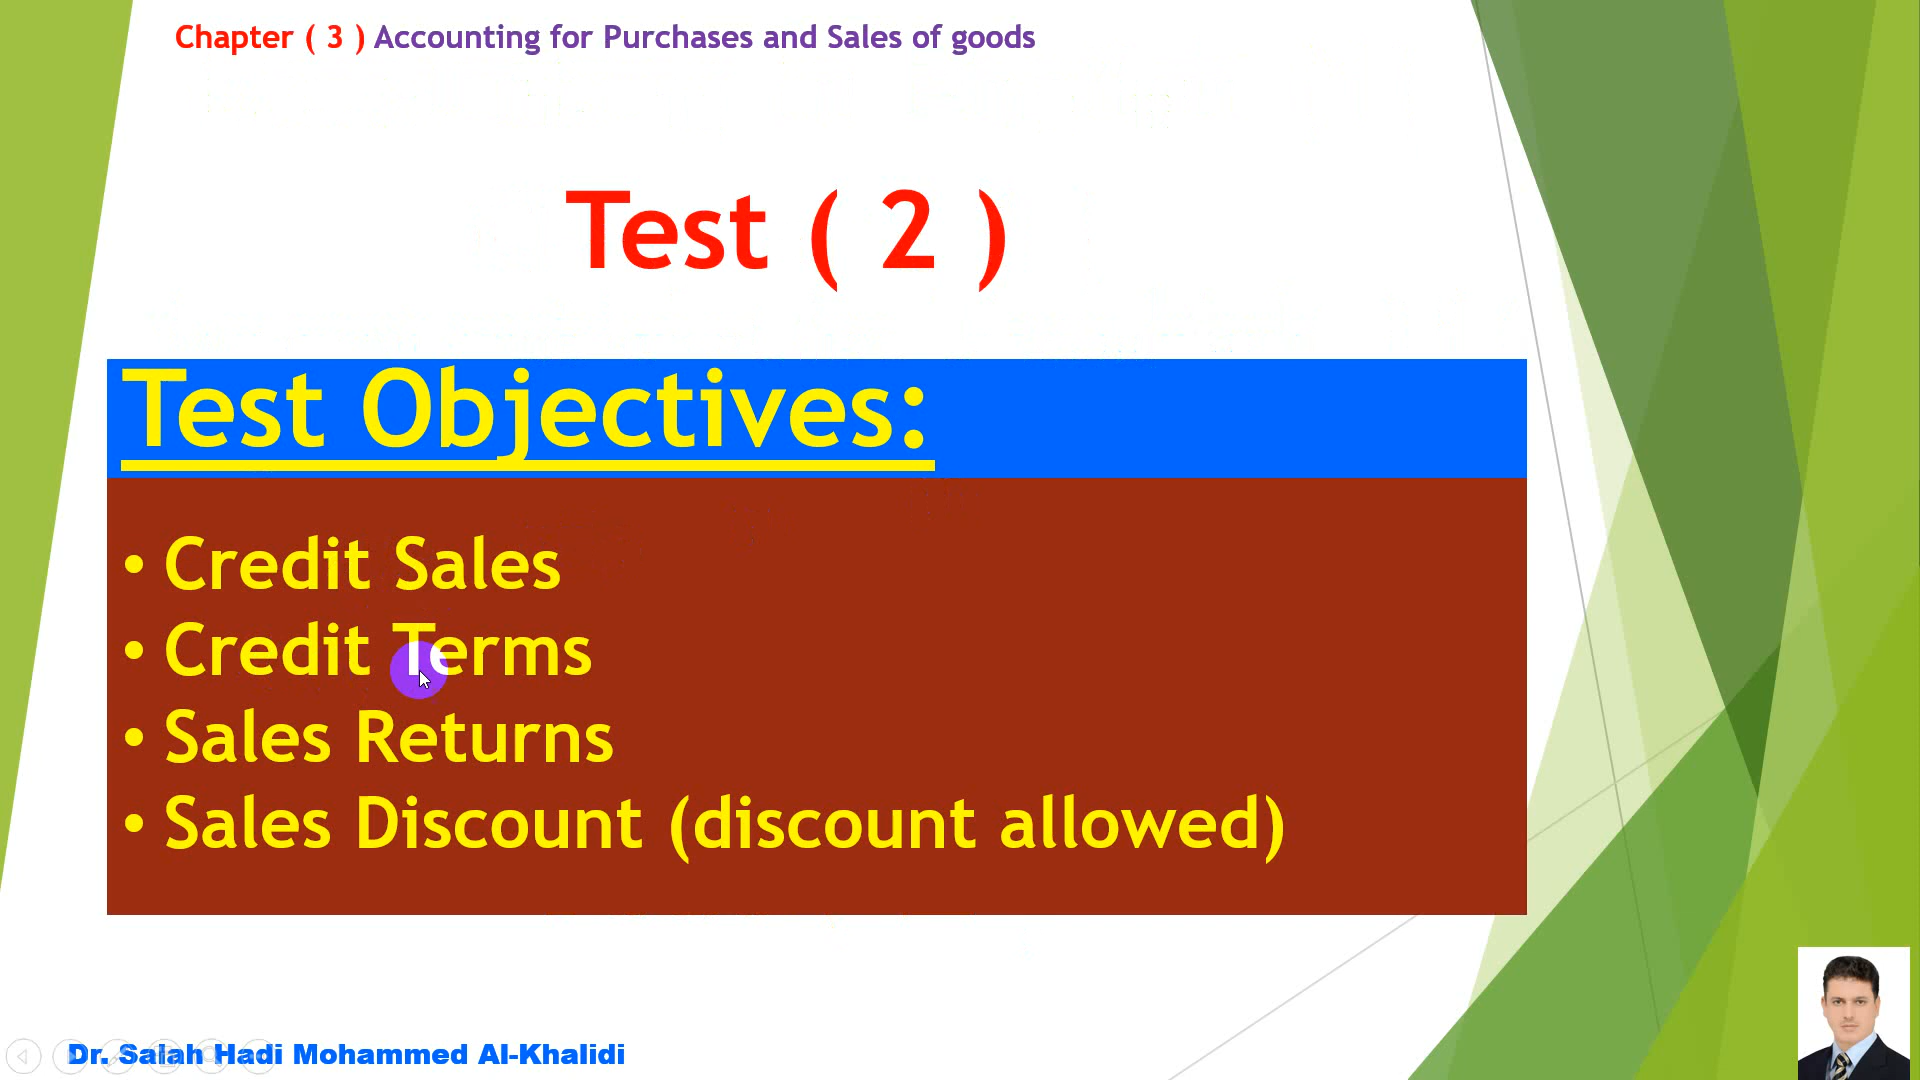 Chapter ( 3 ) Accounting for Purchases and Sales of goods
Test ( 2 )
Test Objectives:
• Credit Sales
• Credit Terms
• Sales Returns
• Sales Discount (discount allowed)
Dr. Salah Hadi Mohammed Al-Khalidi